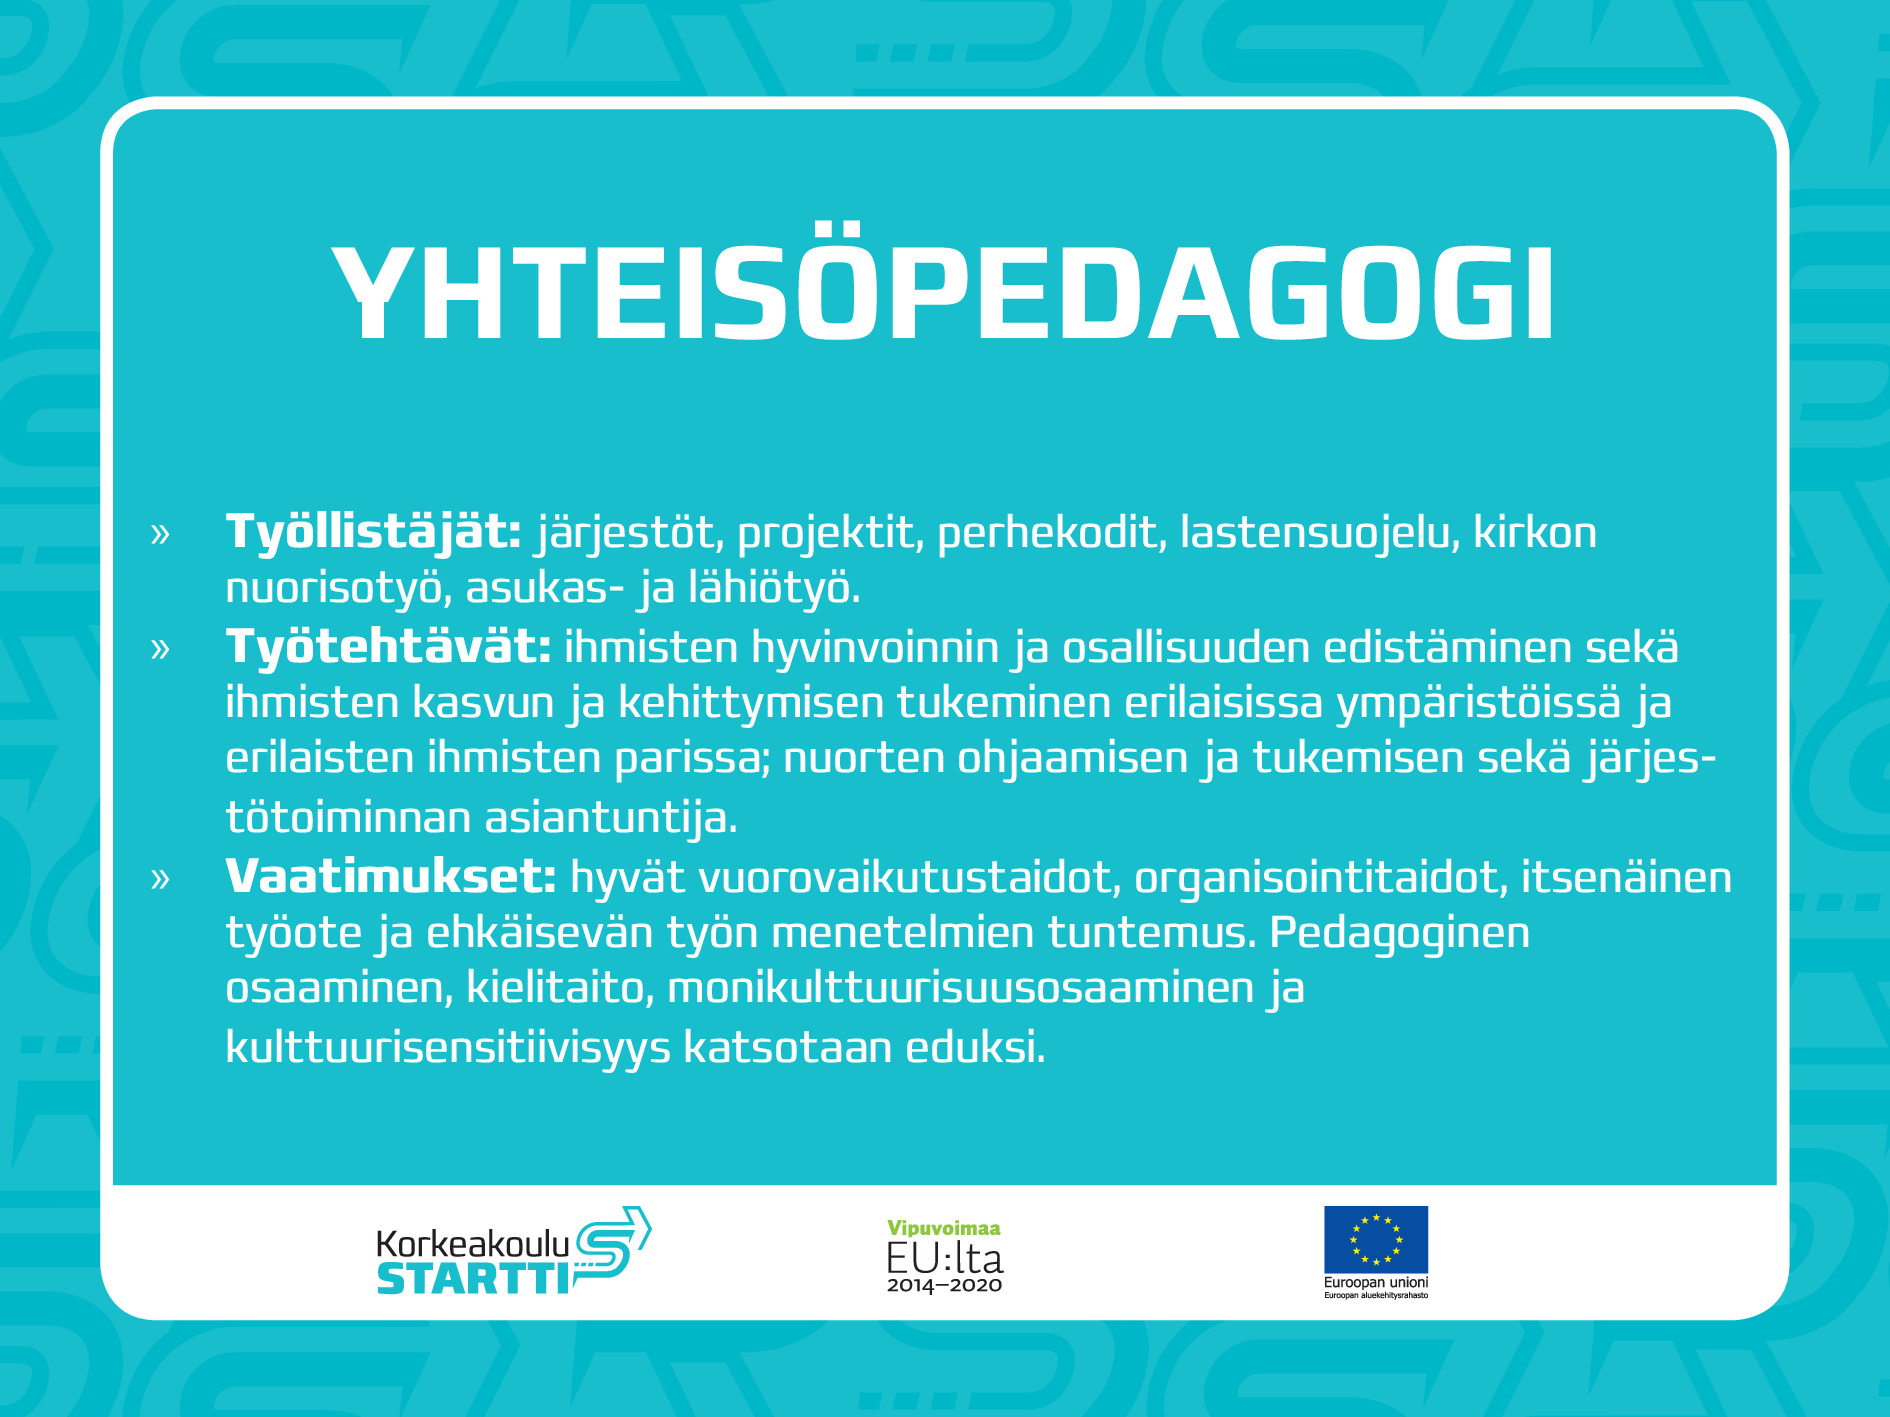 YHTEISÖPEDAGOGI
» Työllistäjät: järjestöt, projektit, perhekodit, lastensuojelu, kirkon
nuorisotyö, asukas- ja lähiötyö.
» Työtehtävät: ihmisten hyvinvoinnin ja osallisuuden edistäminen sekä
ihmisten kasvun ja kehittymisen tukeminen erilaisissa ympäristöissä ja
erilaisten ihmisten parissa; nuorten ohjaamisen ja tukemisen sekä järjes-
tötoiminnan asiantuntija.
» Vaatimukset: hyvät vuorovaikutustaidot, organisointitaidot, itsenäinen
työote ja ehkäisevän työn menetelmien tuntemus. Pedagoginen
osaaminen, kielitaito, monikulttuurisuusosaaminen ja
kulttuurisensitiivisyys katsotaan eduksi.
Korkeakoulu
STARTTI
Vipuvoimaa
EU:lta
2014–2020
Euroopan unioni
Euroopan aluekehitysrahasto